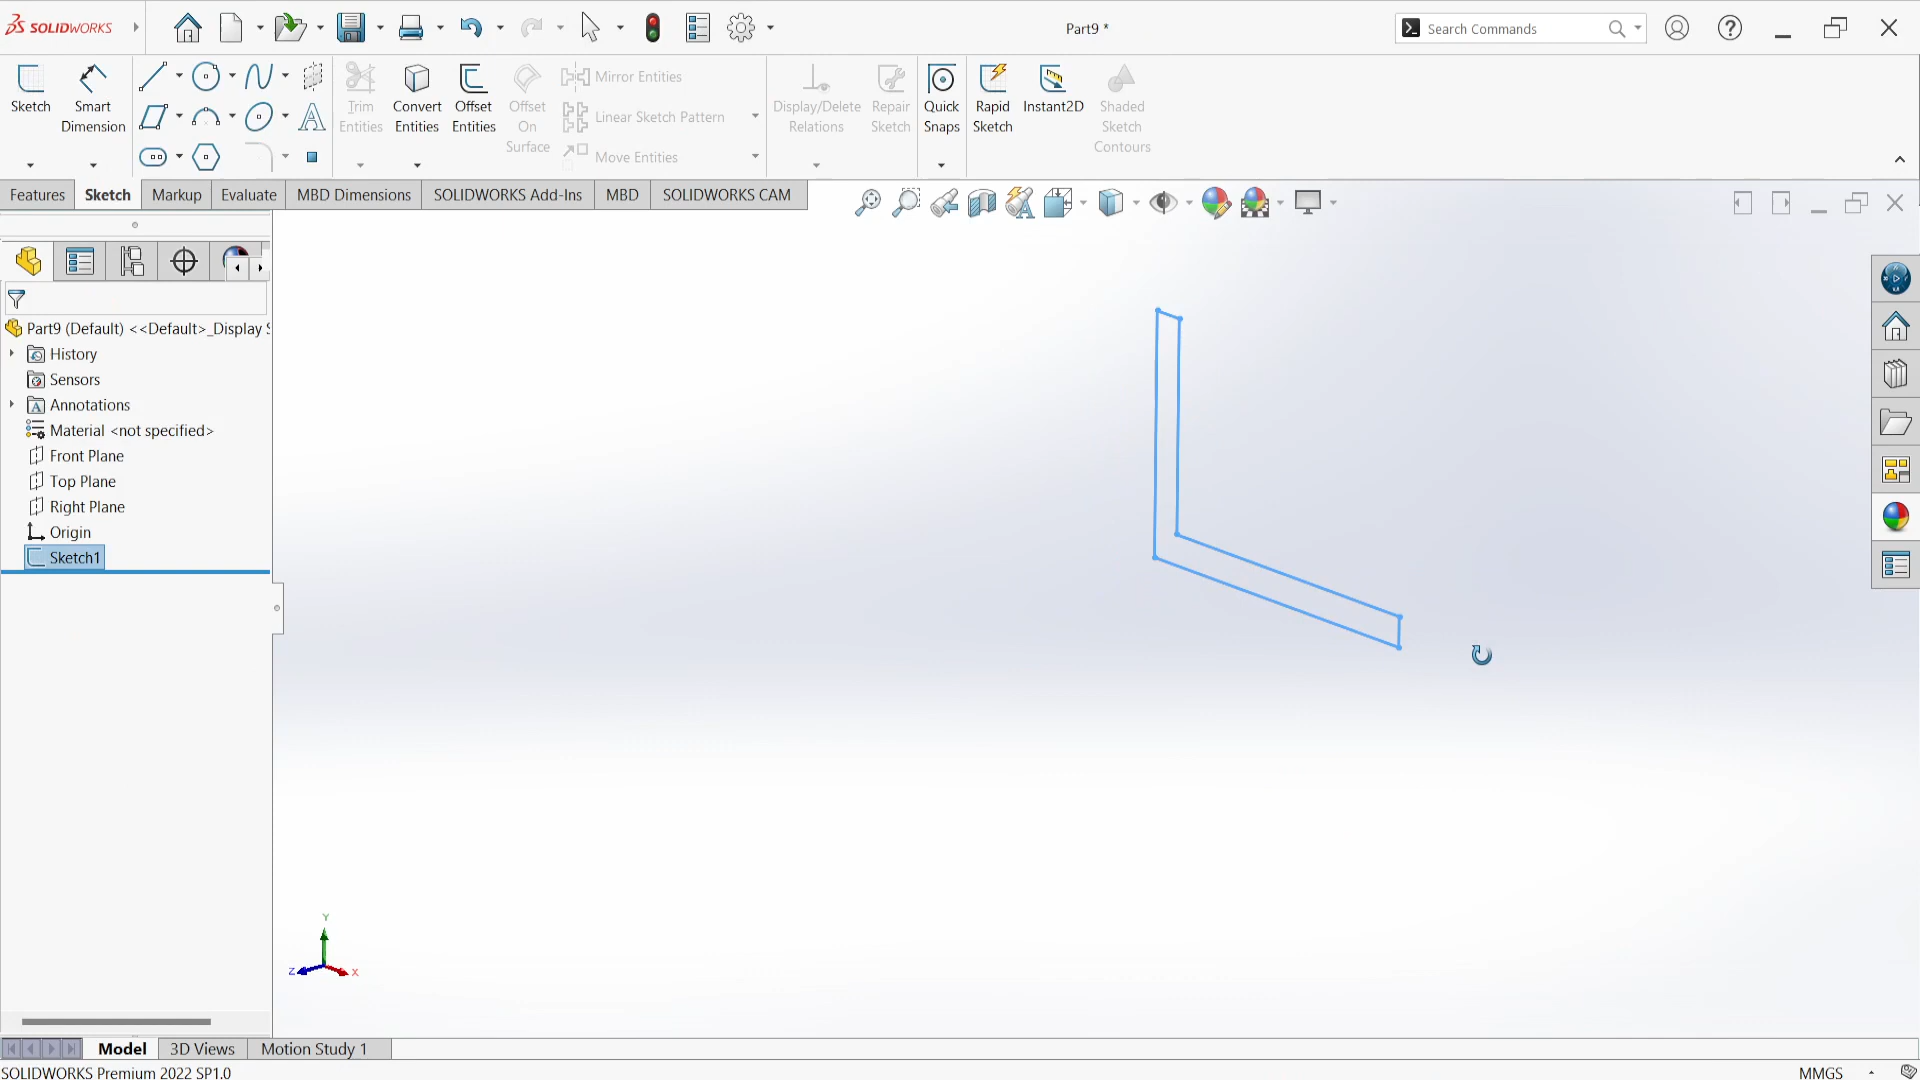 SOLIDWORKS
Part9 *
Search Commands
Sketch
Smart
Dimension
Trim
Entities
Convert
Entities
Offset
Entities
Offset
On
Surface
Mirror Entities
Linear Sketch Pattern
Move Entities
Display/Delete
Relations
Repair
Sketch
Quick
Snaps
Rapid
Sketch
Instant2D
Shaded
Sketch
Contours
Features
Sketch
Markup
Evaluate
MBD Dimensions
SOLIDWORKS Add-Ins
MBD
SOLIDWORKS CAM
Part9 (Default) <<Default>_Display S
History
Sensors
Annotations
Material <not specified>
Front Plane
Top Plane
Right Plane
Origin
Sketch1
Y
Z
X
Model
3D Views
Motion Study 1
SOLIDWORKS Premium 2022 SP1.0
MMGS